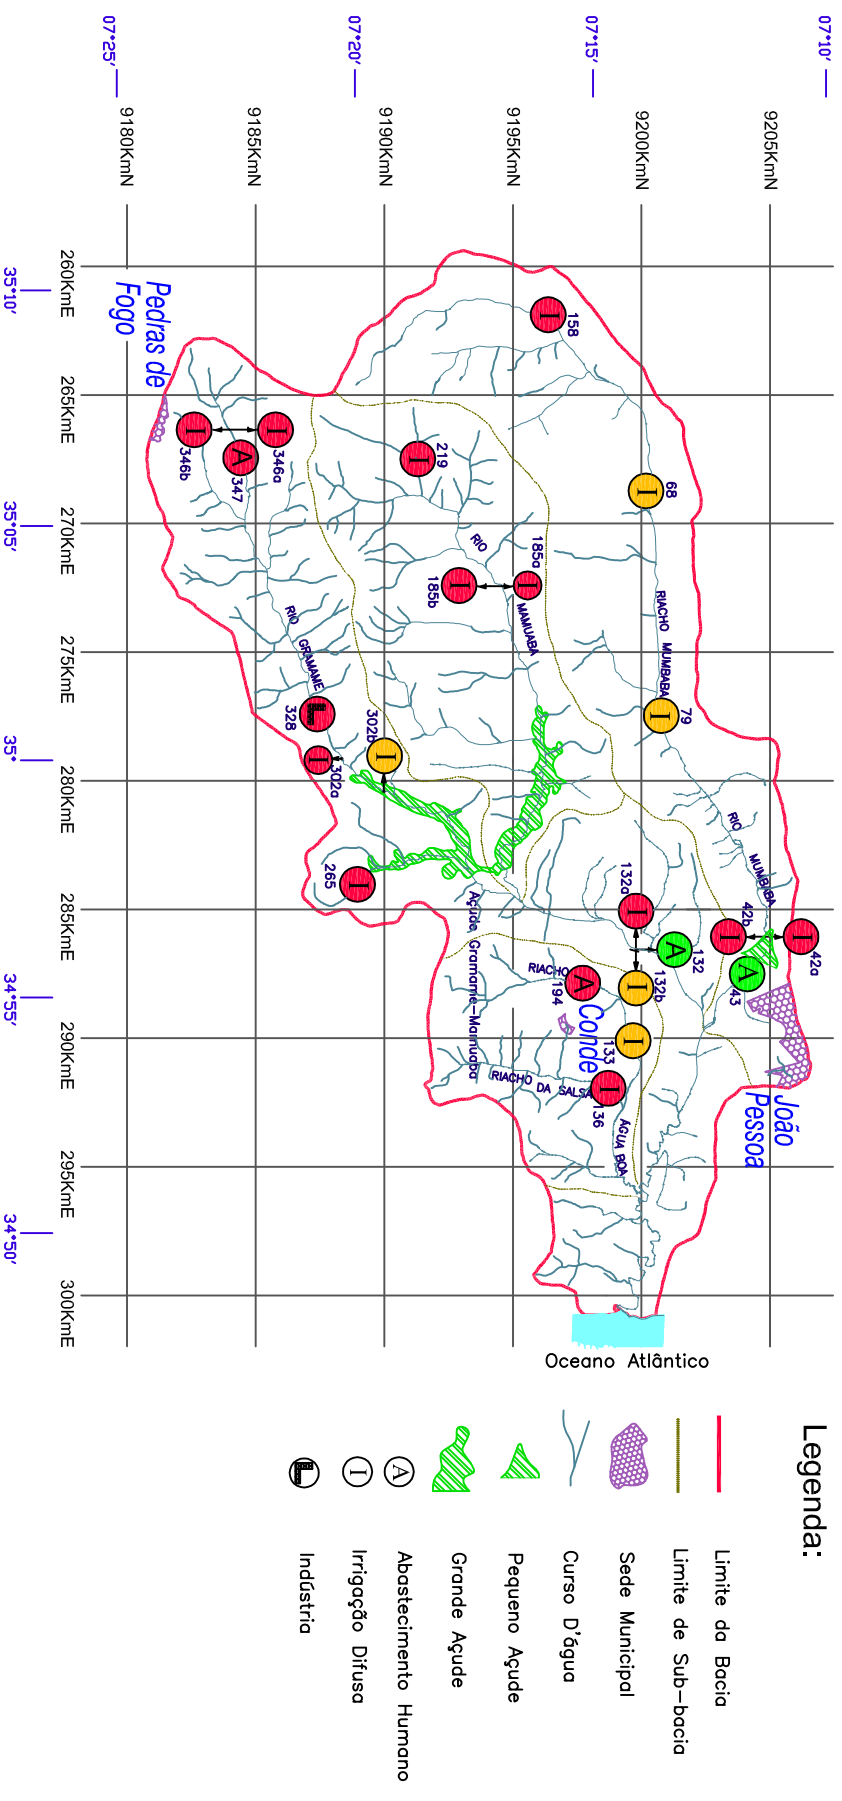 07°10'
07°15'
07°20'
07°25'
9205KmN
9200KmN
9195KmN
9190KmN
9185KmN
9180KmN
260KmE
265KmE
270KmE
275KmE
280KmE
285KmE
290KmE
295KmE
300KmE
35°10'
35°05'
35°
34°55'
34°50'
Pedras de
Fogo
João
Pessoa
Conde
I
158
I
68
RIACHO MUMBABA
I
79
RIO MUMBABA
I
42a
I
42b
A
43
I
219
RIO MAMUABA
I
185a
I
185b
I
346a
I
346b
A
347
RIO GRAMAME
L
328
I
302a
I
302b
I
265
I
132a
A
132
I
132b
I
133
A
194
RIACHO
I
136
RIACHO DA SALSA
ÁGUA BOA
Açude Gramame-Mamuaba
Oceano Atlântico
Legenda:
Limite da Bacia
Limite de Sub-bacia
Sede Municipal
Curso D'água
Pequeno Açude
Grande Açude
A Abastecimento Humano
I Irrigação Difusa
L Indústria